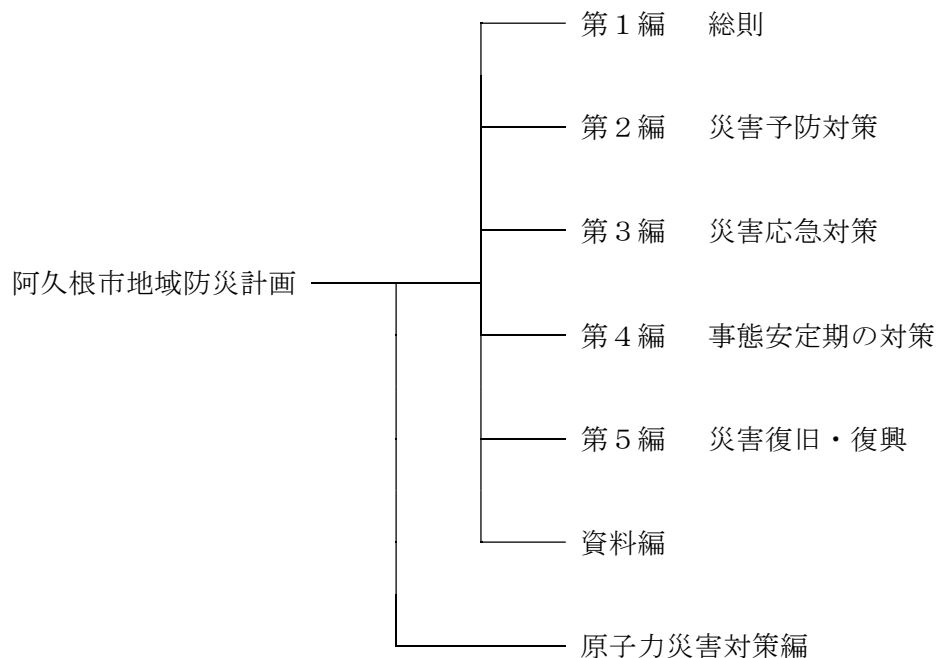 第１編　総則
第２編　災害予防対策
第３編　災害応急対策
阿久根市地域防災計画
第４編　事態安定期の対策
第５編　災害復旧・復興
資料編
原子力災害対策編